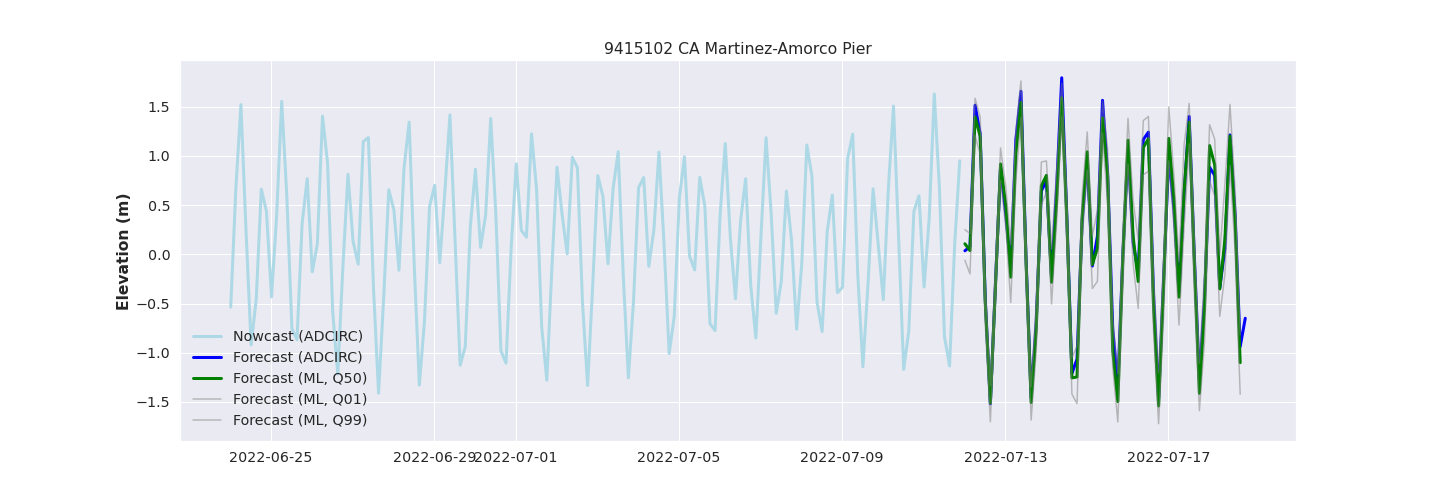 9415102 CA Martinez-Amorco Pier
Elevation (m)
1.5
1.0
0.5
0.0
−0.5
−1.0
−1.5
Nowcast (ADCIRC)
Forecast (ADCIRC)
Forecast (ML, Q50)
Forecast (ML, Q01)
Forecast (ML, Q99)
2022-06-25 2022-06-29 2022-07-01 2022-07-05 2022-07-09 2022-07-13 2022-07-17